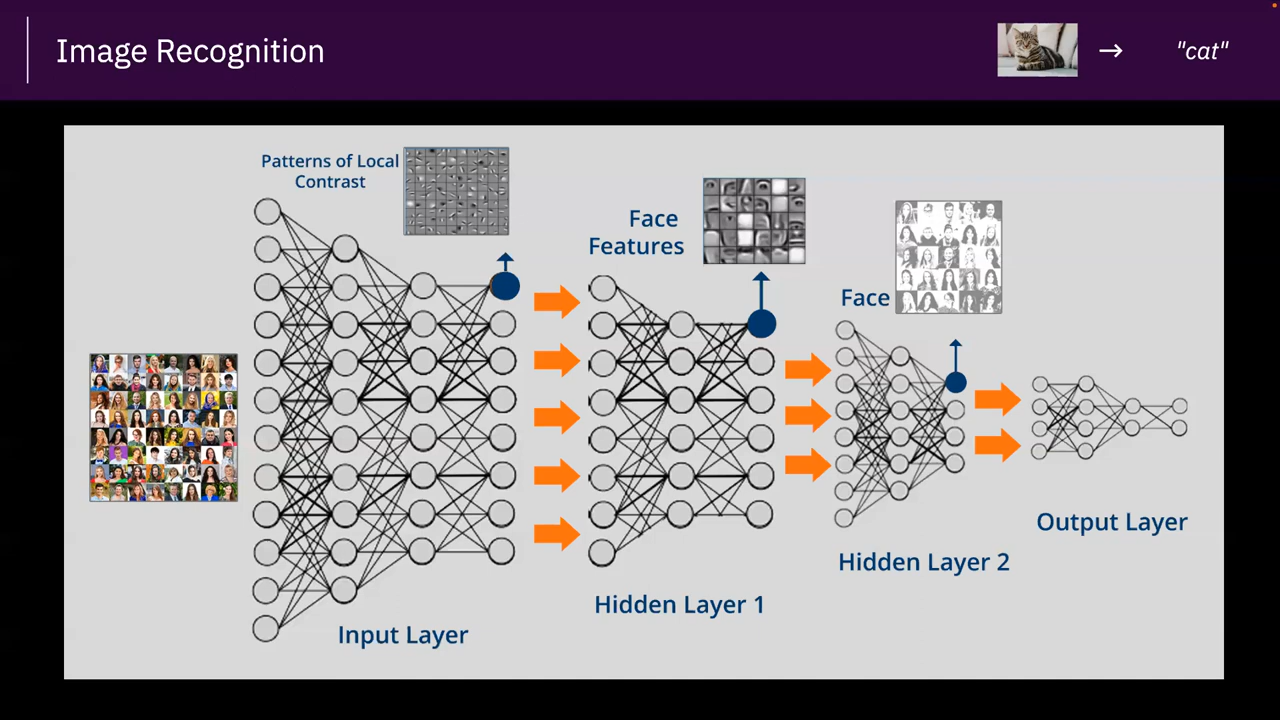 Image Recognition
→ "cat"
Patterns of Local
Contrast
Face
Features
Face
Input Layer
Hidden Layer 1
Hidden Layer 2
Output Layer